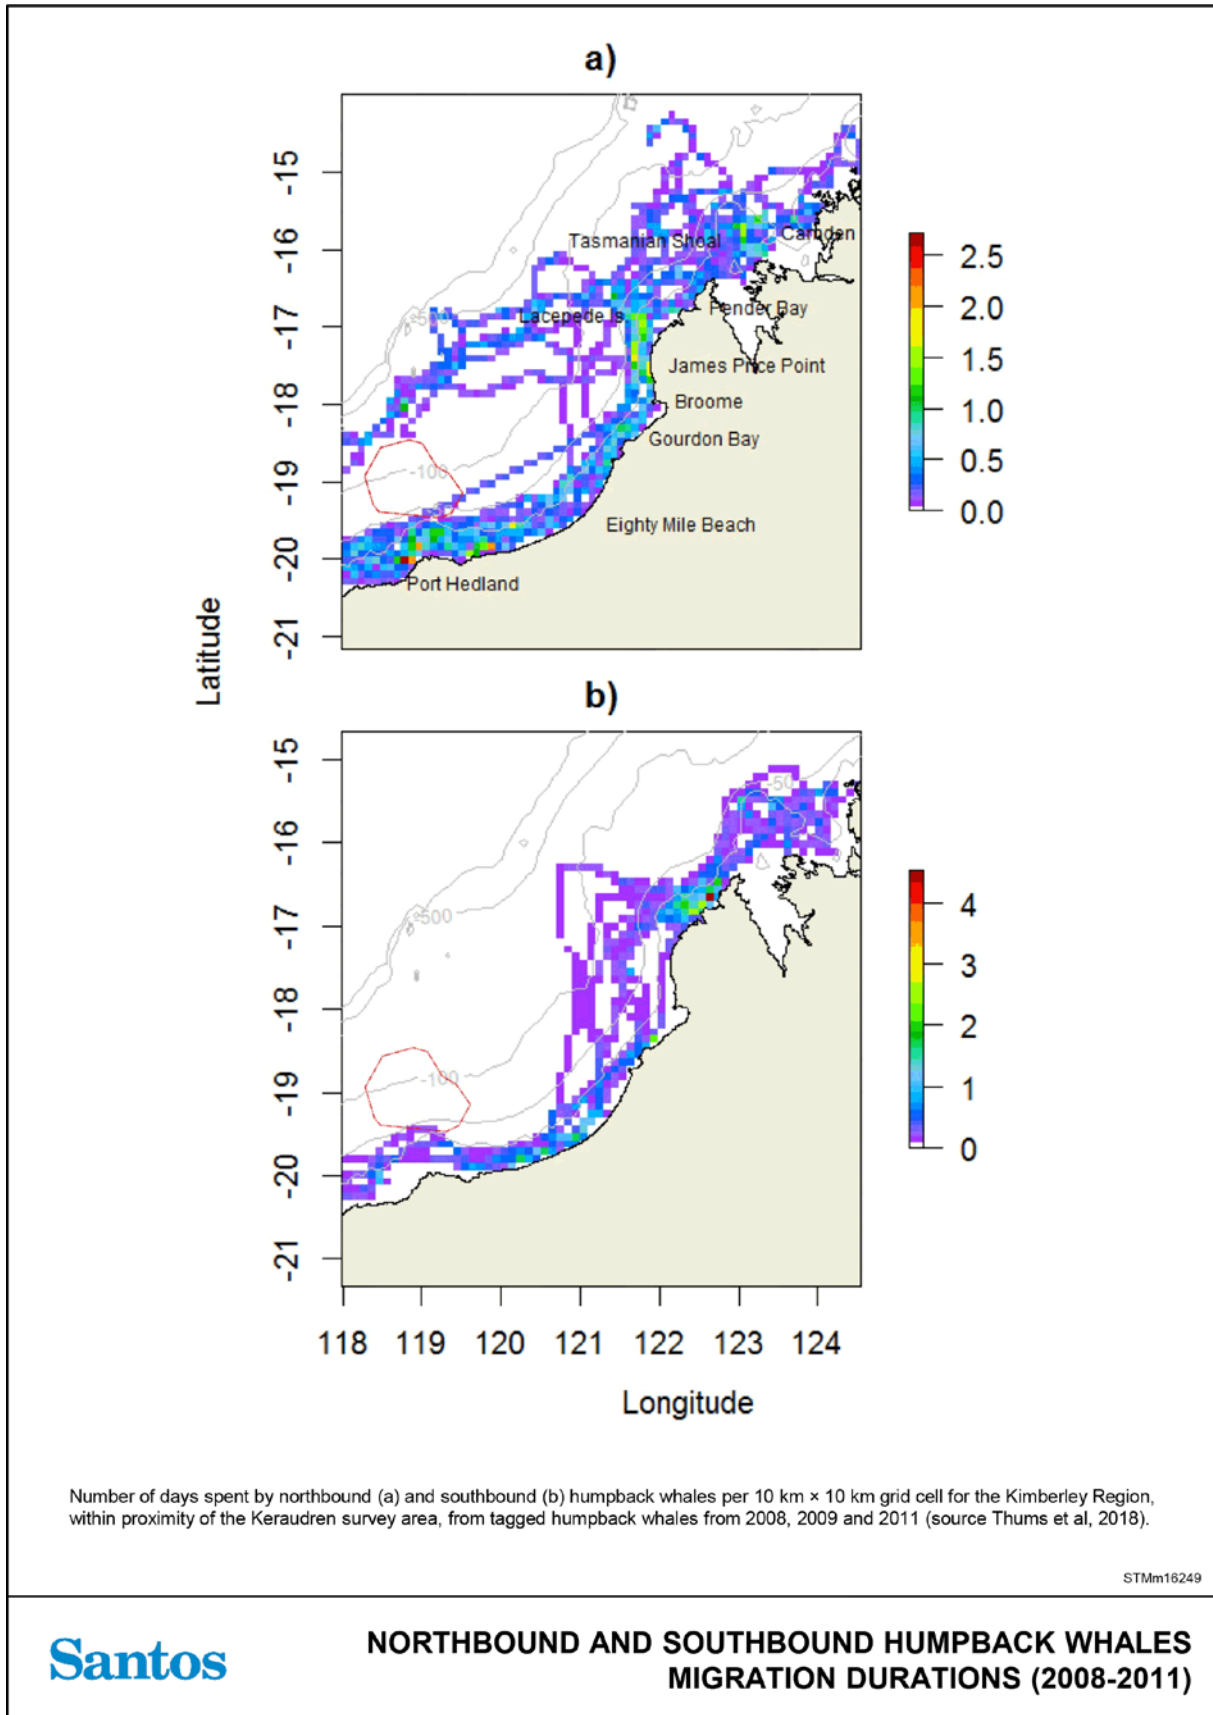 a)
-15
-16
-17
-18
-19
-20
-21
Tasmanian Shoal
Camden
Lacepede Is
Pender Bay
James Price Point
Broome
Gourdon Bay
Eighty Mile Beach
Port Hedland
-500
-100
2.5
2.0
1.5
1.0
0.5
0.0
Latitude
b)
-15
-16
-17
-18
-19
-20
-21
-50
-500
-100
4
3
2
1
0
118 119 120 121 122 123 124
Longitude
Number of days spent by northbound (a) and southbound (b) humpback whales per 10 km × 10 km grid cell for the Kimberley Region,
within proximity of the Keraudren survey area, from tagged humpback whales from 2008, 2009 and 2011 (source Thums et al, 2018).
STMm16249
Santos
NORTHBOUND AND SOUTHBOUND HUMPBACK WHALES
MIGRATION DURATIONS (2008-2011)